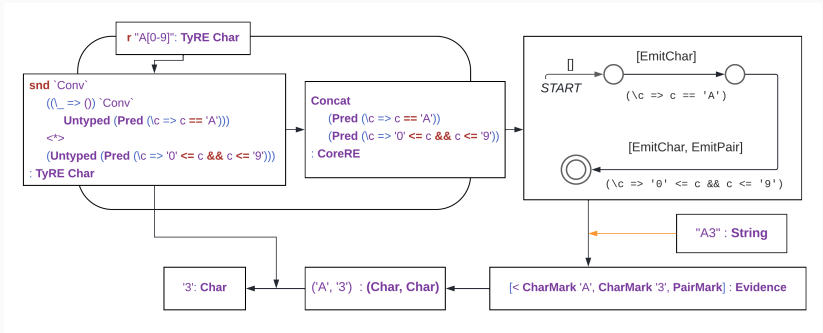 r "A[0-9]": TyRE Char
snd `Conv`
((\_ => ()) `Conv`
Untyped (Pred (\c => c == 'A')))
<*>
(Untyped (Pred (\c => '0' <= c && c <= '9')))
: TyRE Char
Concat
(Pred (\c => c == 'A'))
(Pred (\c => '0' <= c && c <= '9'))
: CoreRE
[]
START
[EmitChar]
(\c => c == 'A')
[EmitChar, EmitPair]
(\c => '0' <= c && c <= '9')
"A3" : String
'3': Char
('A', '3') : (Char, Char)
[< CharMark 'A', CharMark '3', PairMark] : Evidence